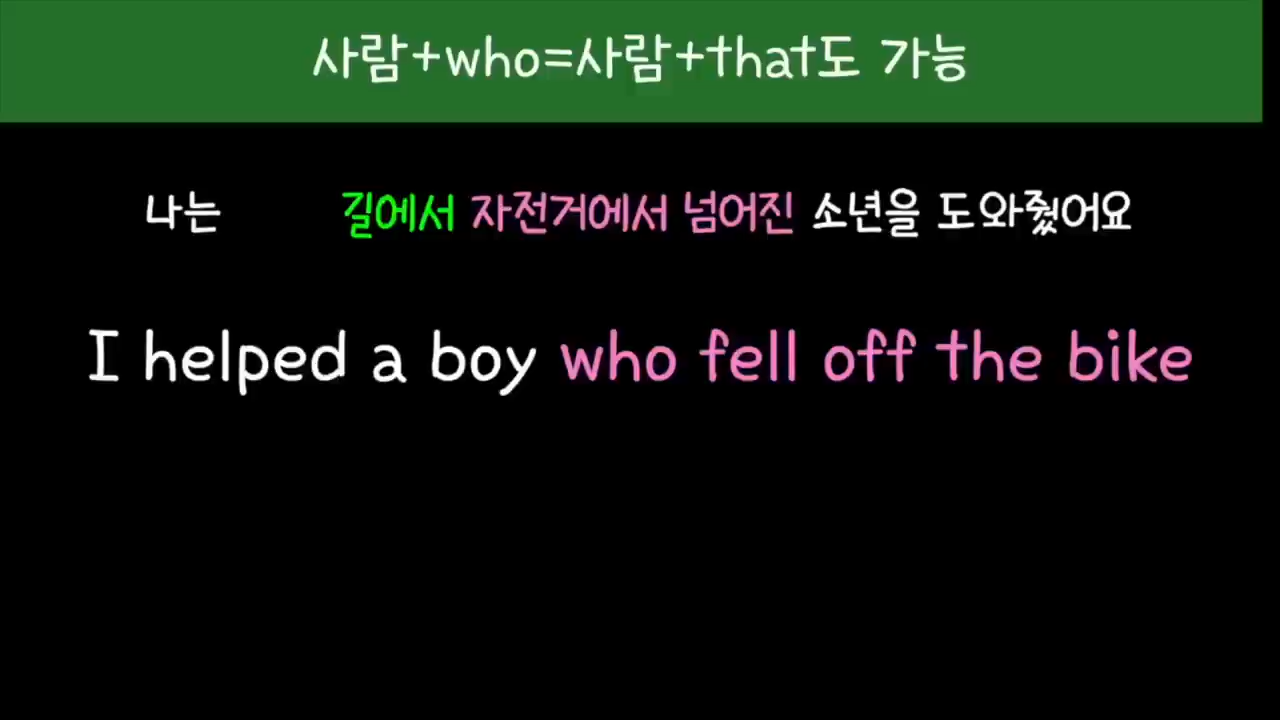 사람+who=사람+that도 가능
나는 길에서 자전거에서 넘어진 소년을 도와줬어요
I helped a boy who fell off the bike